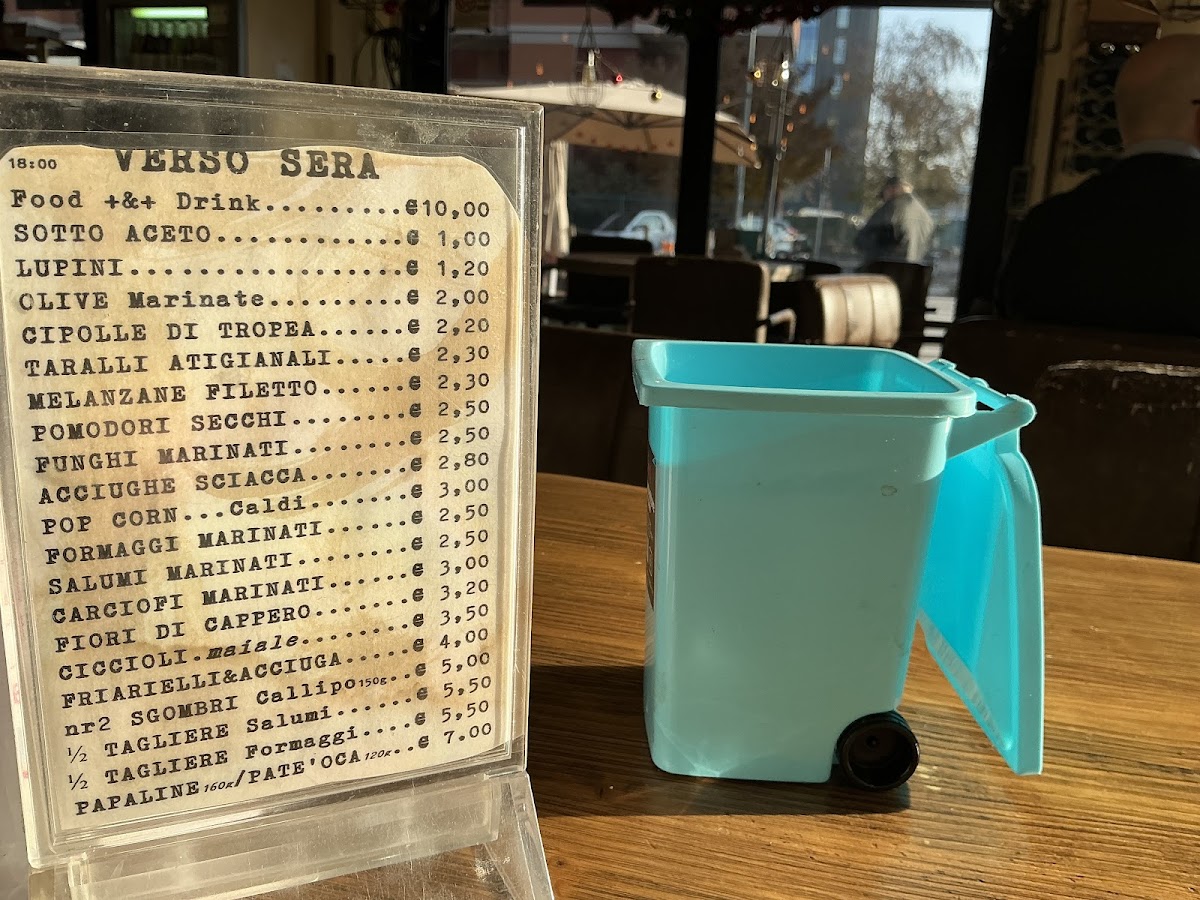 18:00 VERSO SERA
Food +&+ Drink.........€10,00
SOTTO ACETO............€ 1,00
LUPINI.................€ 1,20
OLIVE Marinate.........€ 2,00
CIPOLLE DI TROPEA......€ 2,20
TARALLI ATIGIANALI.....€ 2,30
MELANZANE FILETTO......€ 2,30
POMODORI SECCHI........€ 2,50
FUNGHI MARINATI........€ 2,50
ACCIUGHE SCIACCA.......€ 2,80
POP CORN...Caldi.......€ 3,00
FORMAGGI MARINATI......€ 2,50
SALUMI MARINATI........€ 2,50
CARCIOFI MARINATI......€ 3,00
FIORI DI CAPPERO.......€ 3,20
CICCIOLI.maiale........€ 3,50
FRIARIELLI&ACCIUGA.....€ 4,00
nr2 SGOMBRI Callipo150g..€ 5,00
½ TAGLIERE Salumi......€ 5,50
½ TAGLIERE Formaggi....€ 5,50
PAPALINE160g/PATE'OCA120g..€ 7.00